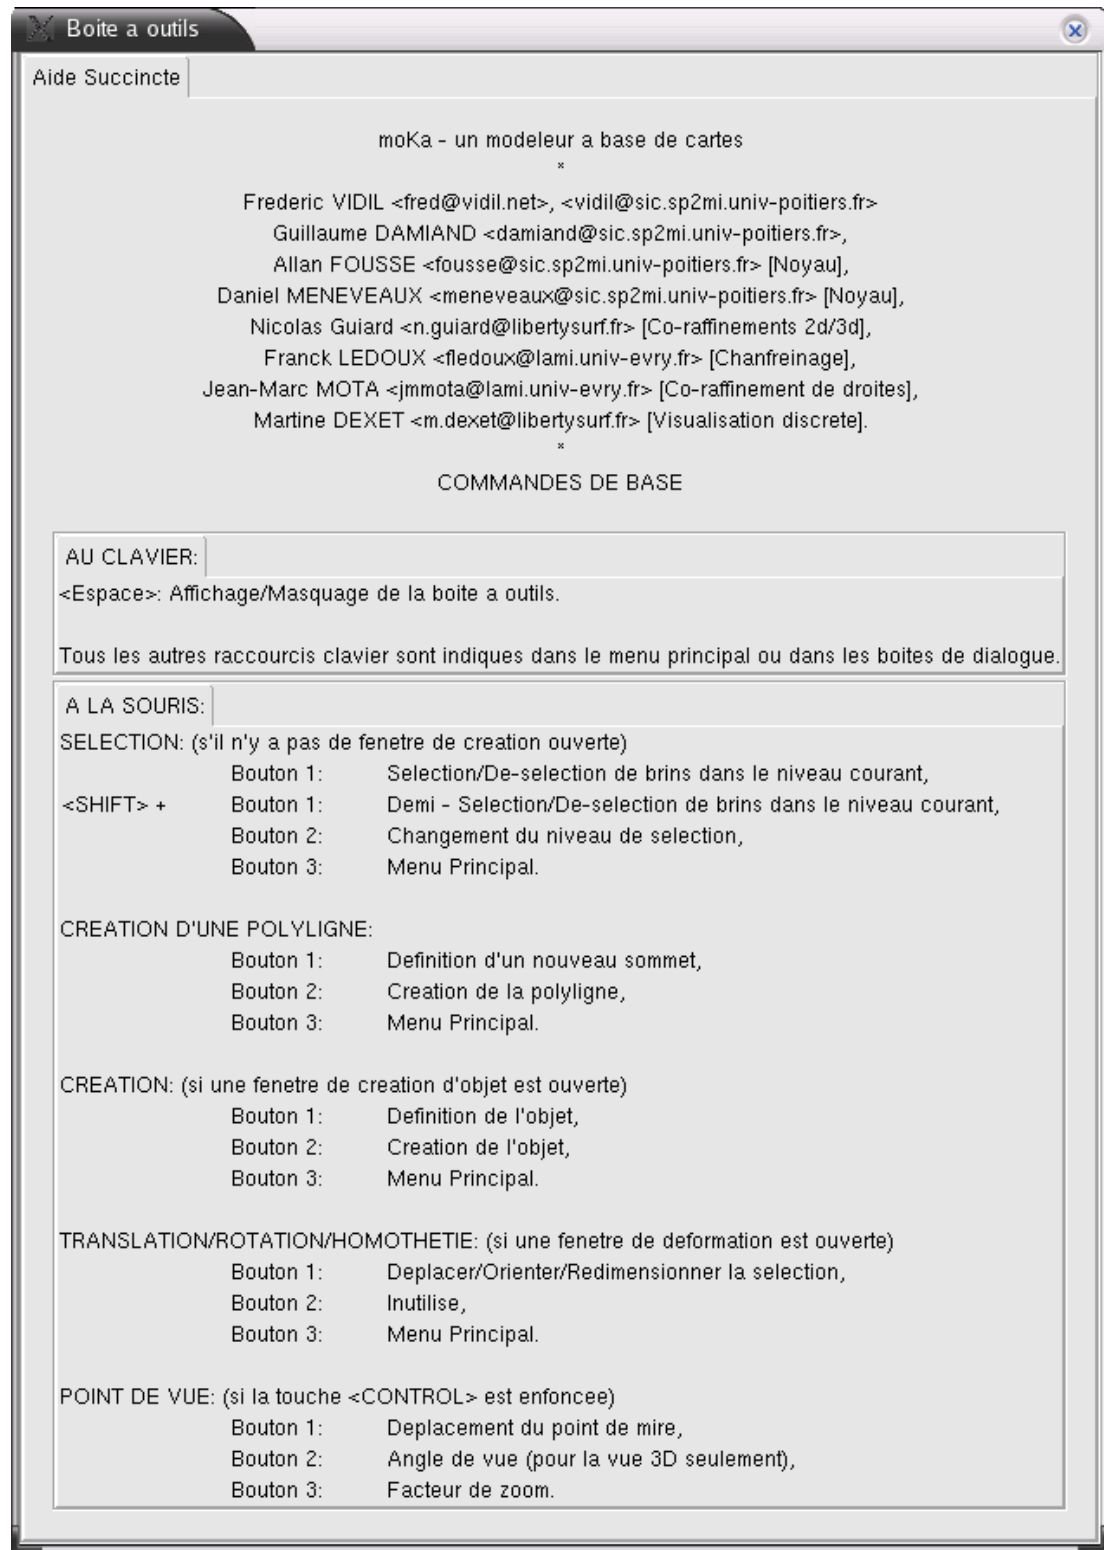 Boite a outils
Aide Succincte
moKa - un modeleur a base de cartes
*
Frederic VIDIL <fred@vidil.net>, <vidil@sic.sp2mi.univ-poitiers.fr>
Guillaume DAMIAND <damiand@sic.sp2mi.univ-poitiers.fr>,
Allan FOUSSE <fousse@sic.sp2mi.univ-poitiers.fr> [Noyau],
Daniel MENEVEAUX <meneveaux@sic.sp2mi.univ-poitiers.fr> [Noyau],
Nicolas Guiard <n.guiard@libertysurf.fr> [Co-raffinements 2d/3d],
Franck LEDOUX <fledoux@lami.univ-evry.fr> [Chanfreinage],
Jean-Marc MOTA <jmmota@lami.univ-evry.fr> [Co-raffinement de droites],
Martine DEXET <m.dexet@libertysurf.fr> [Visualisation discrete].
*
COMMANDES DE BASE
AU CLAVIER:
<Espace>: Affichage/Masquage de la boite a outils.
Tous les autres raccourcis clavier sont indiques dans le menu principal ou dans les boites de dialogue.
A LA SOURIS:
SELECTION: (s'il n'y a pas de fenetre de creation ouverte)
Bouton 1: Selection/De-selection de brins dans le niveau courant,
<SHIFT> + Bouton 1: Demi - Selection/De-selection de brins dans le niveau courant,
Bouton 2: Changement du niveau de selection,
Bouton 3: Menu Principal.
CREATION D'UNE POLYLIGNE:
Bouton 1: Definition d'un nouveau sommet,
Bouton 2: Creation de la polyligne,
Bouton 3: Menu Principal.
CREATION: (si une fenetre de creation d'objet est ouverte)
Bouton 1: Definition de l'objet,
Bouton 2: Creation de l'objet,
Bouton 3: Menu Principal.
TRANSLATION/ROTATION/HOMOTHETIE: (si une fenetre de deformation est ouverte)
Bouton 1: Deplacer/Orienter/Redimensionner la selection,
Bouton 2: Inutilise,
Bouton 3: Menu Principal.
POINT DE VUE: (si la touche <CONTROL> est enfoncee)
Bouton 1: Deplacement du point de mire,
Bouton 2: Angle de vue (pour la vue 3D seulement),
Bouton 3: Facteur de zoom.